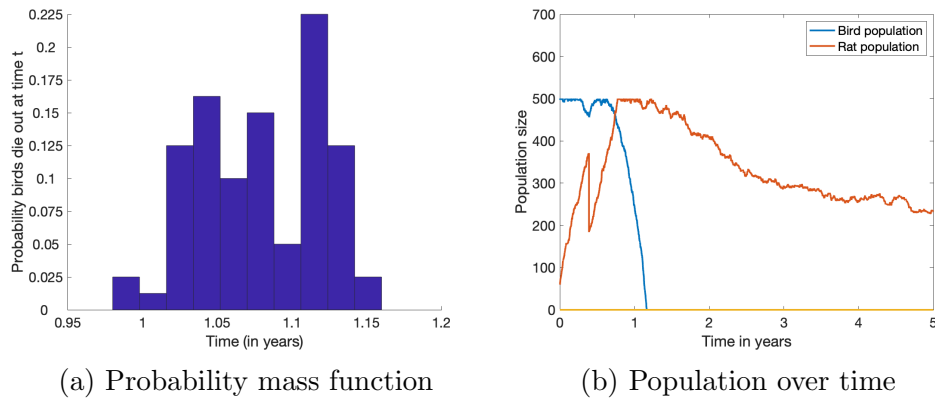 0.225
0.2
0.175
0.15
0.125
0.1
0.075
0.05
0.025
0
Probability birds die out at time t
0.95 1 1.05 1.1 1.15 1.2
Time (in years)
(a) Probability mass function
700
600
500
400
300
200
100
0
Population size
Bird population
Rat population
0 1 2 3 4 5
Time in years
(b) Population over time